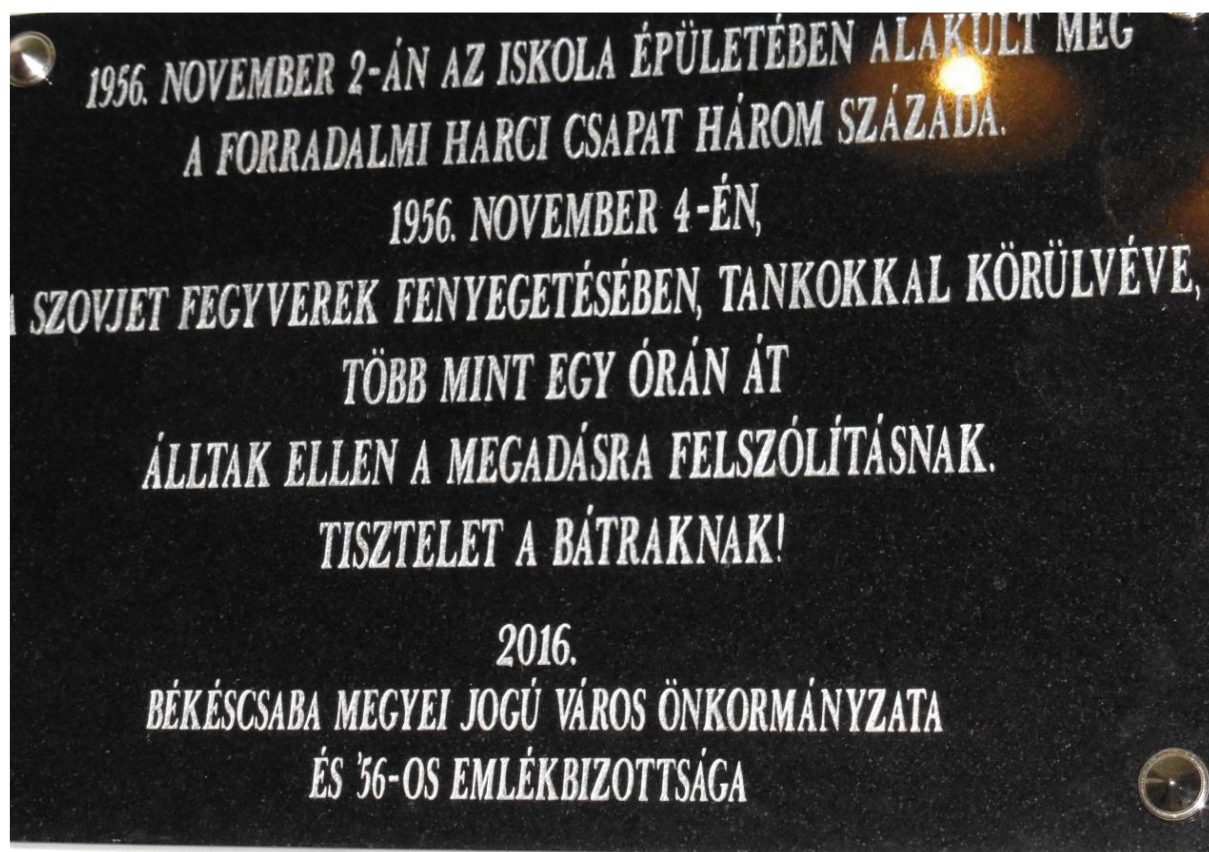 1956. NOVEMBER 2-ÁN AZ ISKOLA ÉPÜLETÉBEN ALAKULT MEG
A FORRADALMI HARCI CSAPAT HÁROM SZÁZADA.
1956. NOVEMBER 4-ÉN,
A SZOVJET FEGYVEREK FENYEGETÉSÉBEN, TANKOKKAL KÖRÜLVÉVE,
TÖBB MINT EGY ÓRÁN ÁT
ÁLLTAK ELLEN A MEGADÁSRA FELSZÓLÍTÁSNAK.
TISZTELET A BÁTRAKNAK!
2016.
BÉKÉSCSABA MEGYEI JOGÚ VÁROS ÖNKORMÁNYZATA
ÉS '56-OS EMLÉKBIZOTTSÁGA